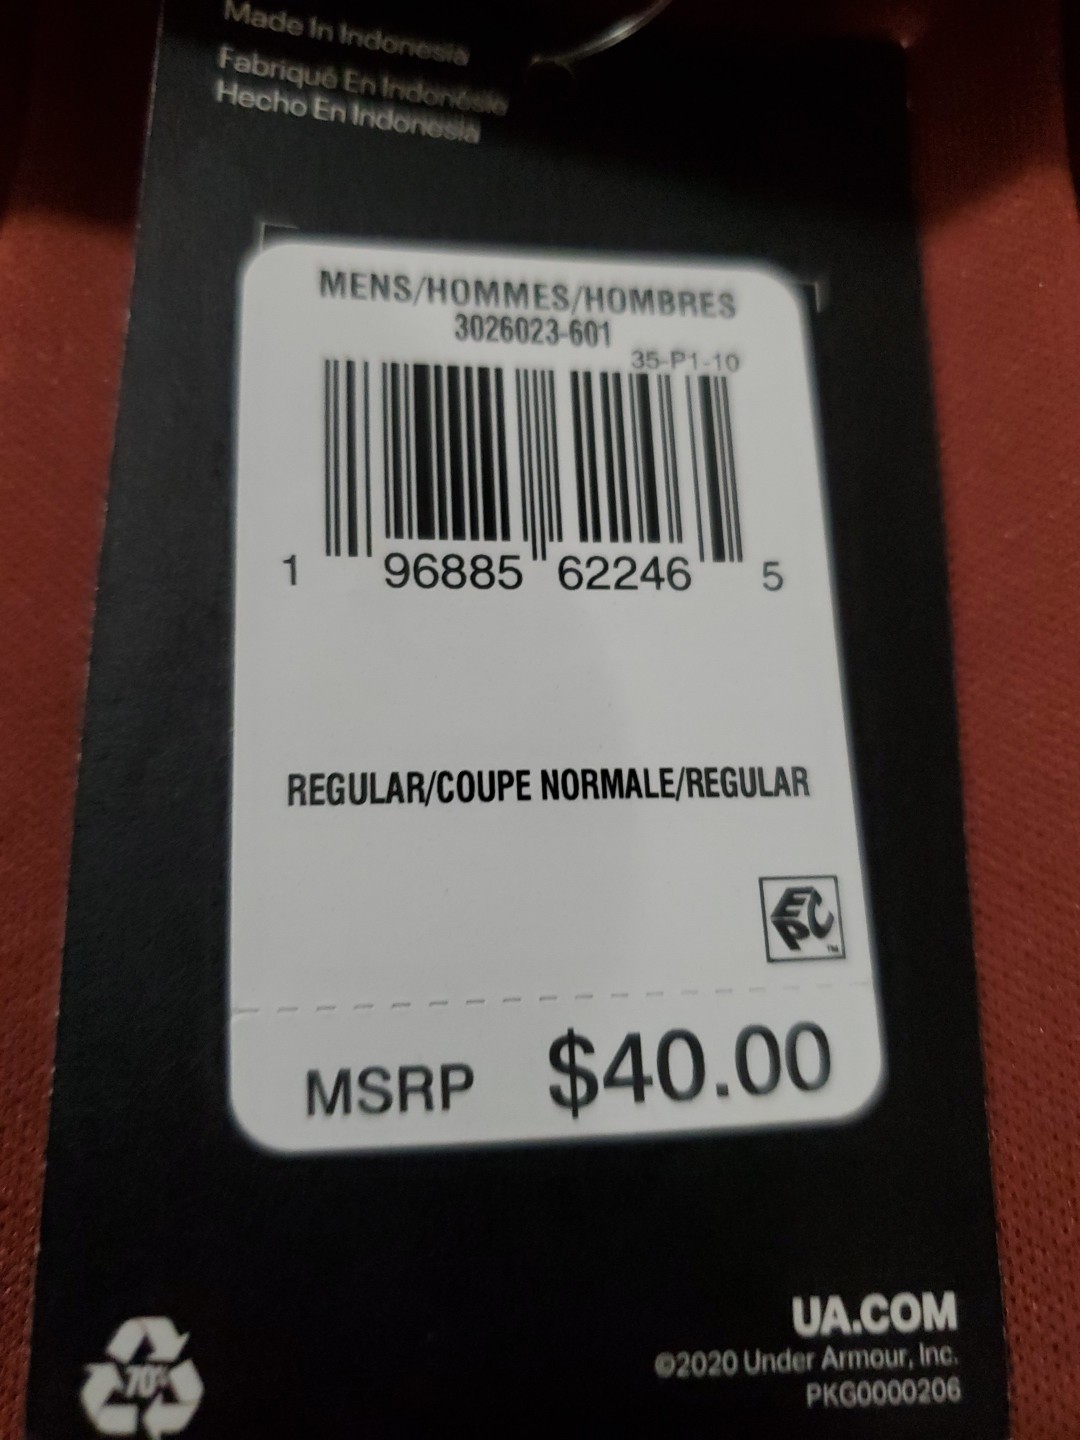 Made In Indonesia
Fabriqué En Indonésie
Hecho En Indonesia
MENS/HOMMES/HOMBRES
3026023-601
35-P1-10
1 96885 62246 5
REGULAR/COUPE NORMALE/REGULAR
EPC™
MSRP $40.00
70%
UA.COM
©2020 Under Armour, Inc.
PKG0000206